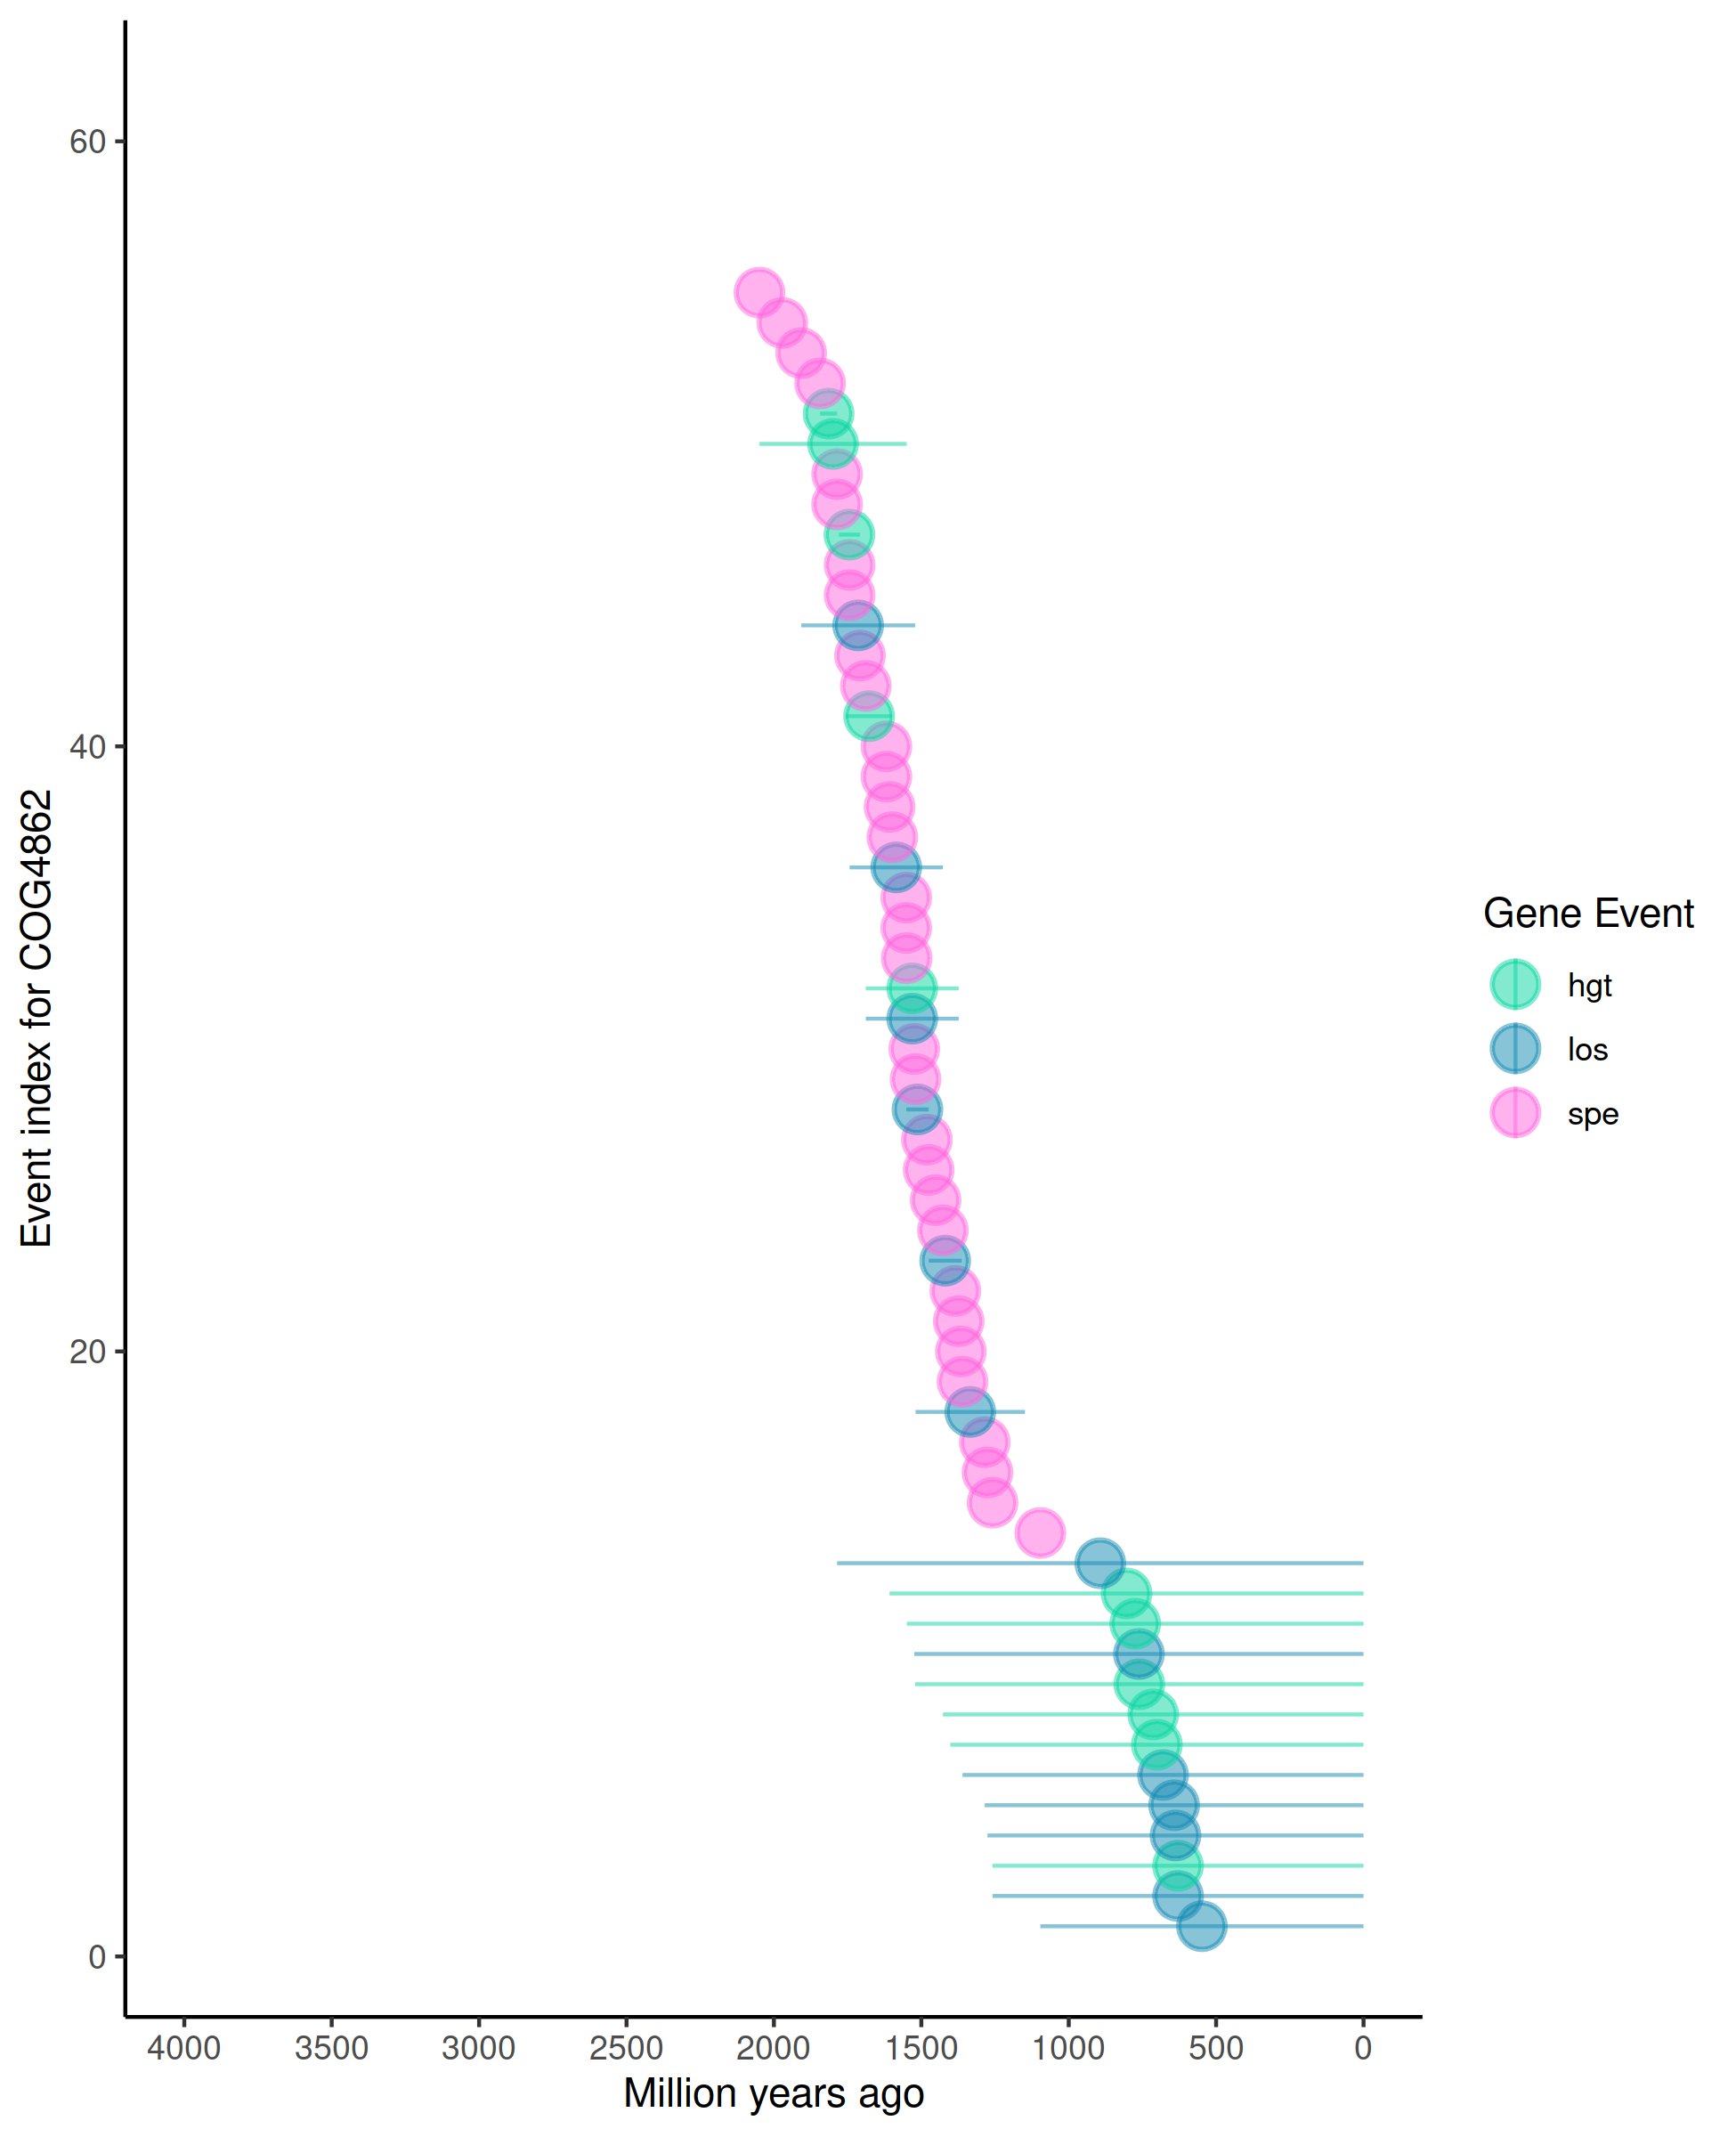 60
40
20
0
Event index for COG4862
4000 3500 3000 2500 2000 1500 1000 500 0
Million years ago
Gene Event
hgt
los
spe